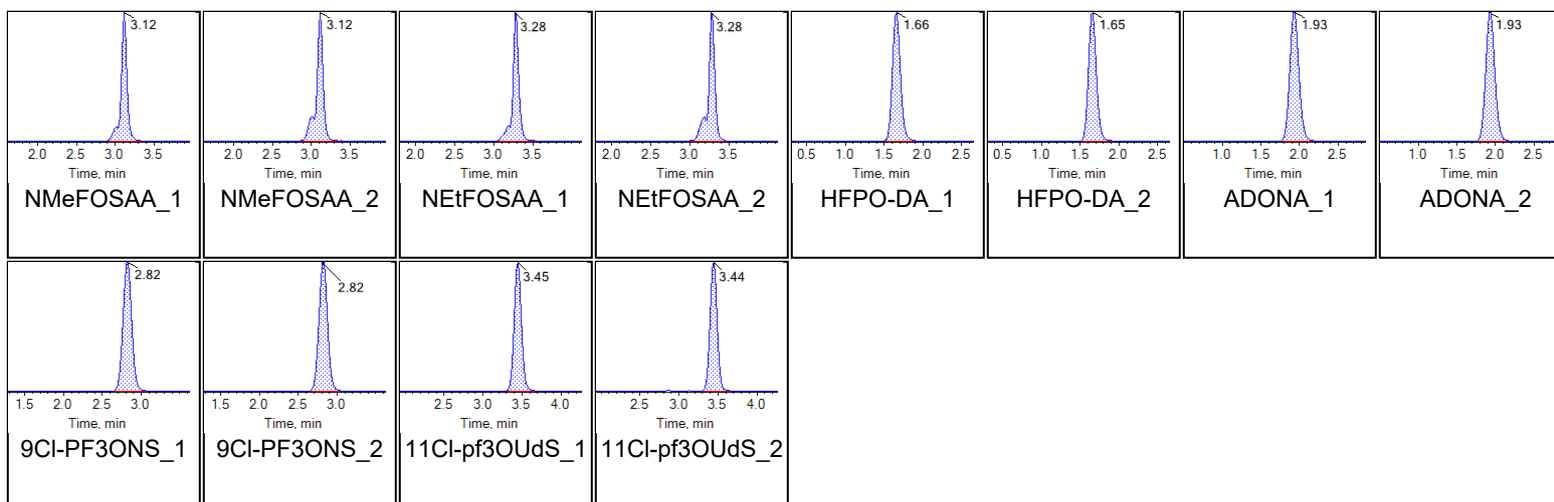 3.12 3.12 3.28 3.28 1.66 1.65 1.93 1.93
2.0 2.5 3.0 3.5 2.0 2.5 3.0 3.5 2.0 2.5 3.0 3.5 2.0 2.5 3.0 3.5 0.5 1.0 1.5 2.0 2.5 0.5 1.0 1.5 2.0 2.5 1.0 1.5 2.0 2.5 1.0 1.5 2.0 2.5
Time, min Time, min Time, min Time, min Time, min Time, min Time, min Time, min
NMeFOSAA_1 NMeFOSAA_2 NEtFOSAA_1 NEtFOSAA_2 HFPO-DA_1 HFPO-DA_2 ADONA_1 ADONA_2
2.82 2.82 3.45 3.44
1.5 2.0 2.5 3.0 1.5 2.0 2.5 3.0 2.5 3.0 3.5 4.0 2.5 3.0 3.5 4.0
Time, min Time, min Time, min Time, min
9Cl-PF3ONS_1 9Cl-PF3ONS_2 11Cl-pf3OUdS_1 11Cl-pf3OUdS_2